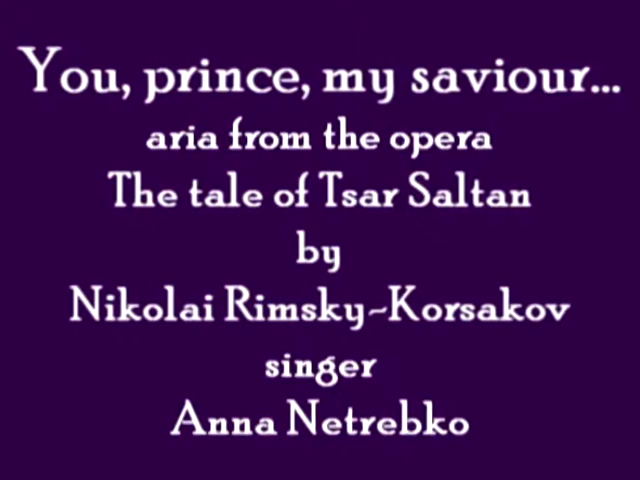 You, prince, my saviour...
aria from the opera
The tale of Tsar Saltan
by
Nikolai Rimsky-Korsakov
singer
Anna Netrebko